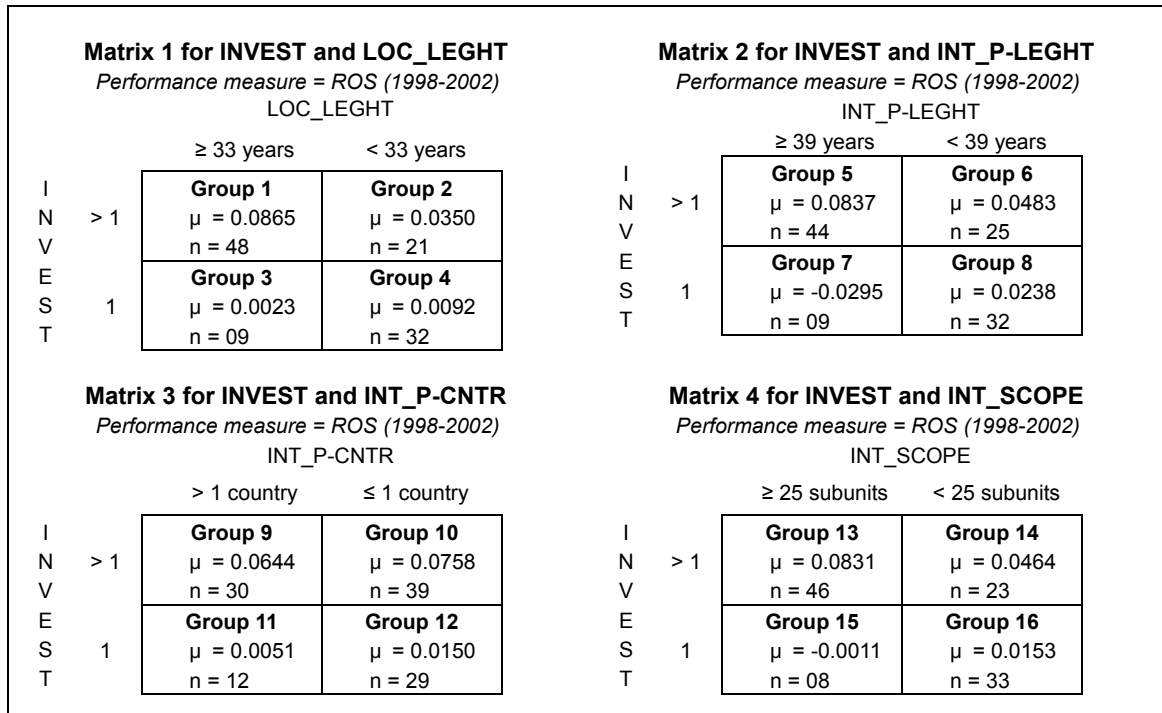 Matrix 1 for INVEST and LOC_LEGHT
Performance measure = ROS (1998-2002)
LOC_LEGHT
≥ 33 years < 33 years
I N V E S T
> 1
Group 1
μ = 0.0865
n = 48
Group 2
μ = 0.0350
n = 21
1
Group 3
μ = 0.0023
n = 09
Group 4
μ = 0.0092
n = 32
Matrix 2 for INVEST and INT_P-LEGHT
Performance measure = ROS (1998-2002)
INT_P-LEGHT
≥ 39 years < 39 years
I N V E S T
> 1
Group 5
μ = 0.0837
n = 44
Group 6
μ = 0.0483
n = 25
1
Group 7
μ = -0.0295
n = 09
Group 8
μ = 0.0238
n = 32
Matrix 3 for INVEST and INT_P-CNTR
Performance measure = ROS (1998-2002)
INT_P-CNTR
> 1 country ≤ 1 country
I N V E S T
> 1
Group 9
μ = 0.0644
n = 30
Group 10
μ = 0.0758
n = 39
1
Group 11
μ = 0.0051
n = 12
Group 12
μ = 0.0150
n = 29
Matrix 4 for INVEST and INT_SCOPE
Performance measure = ROS (1998-2002)
INT_SCOPE
≥ 25 subunits < 25 subunits
I N V E S T
> 1
Group 13
μ = 0.0831
n = 46
Group 14
μ = 0.0464
n = 23
1
Group 15
μ = -0.0011
n = 08
Group 16
μ = 0.0153
n = 33